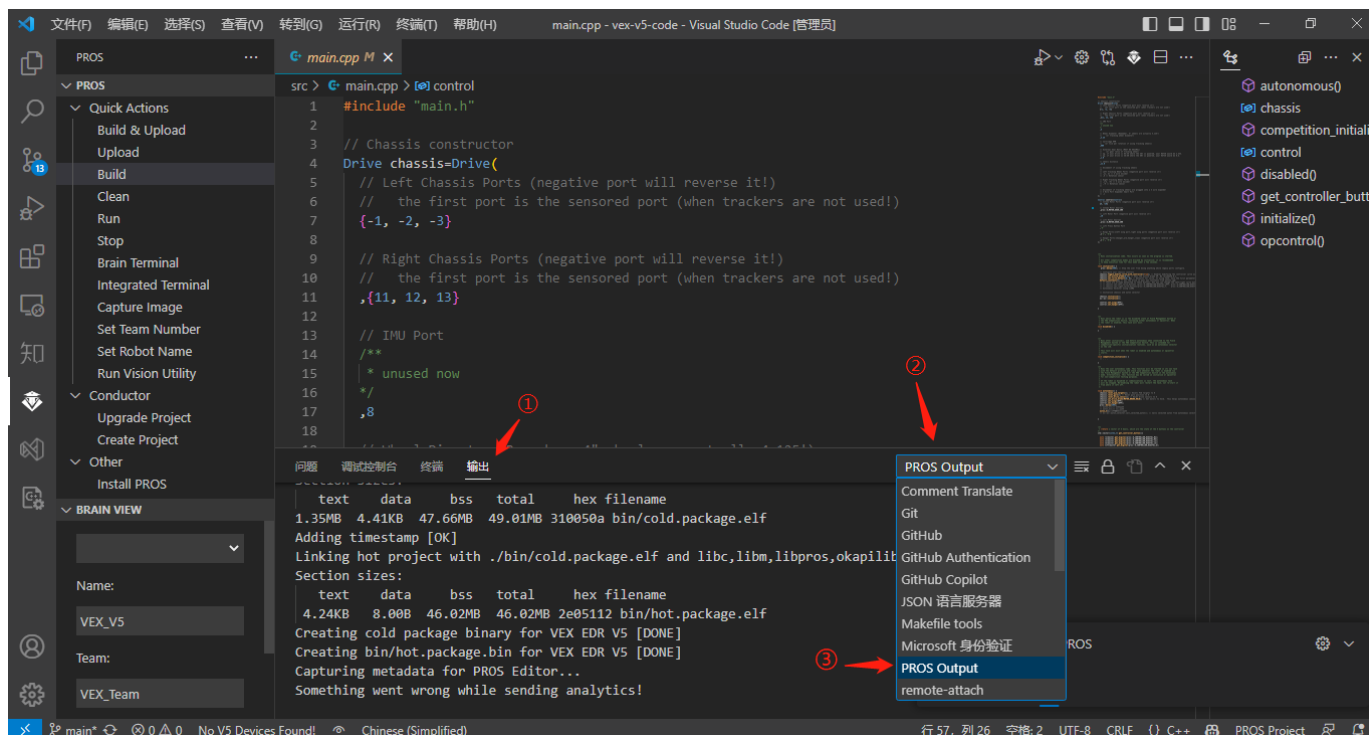 文件(F) 编辑(E) 选择(S) 查看(V) 转到(G) 运行(R) 终端(T) 帮助(H) main.cpp - vex-v5-code - Visual Studio Code [管理员]
PROS
PROS
Quick Actions
Build & Upload
Upload
Build
Clean
Run
Stop
Brain Terminal
Integrated Terminal
Capture Image
Set Team Number
Set Robot Name
Run Vision Utility
Conductor
Upgrade Project
Create Project
Other
Install PROS
BRAIN VIEW
Name:
VEX_V5
Team:
VEX_Team
13
知
main.cpp M
src > main.cpp > control
1 #include "main.h"
2
3 // Chassis constructor
4 Drive chassis=Drive(
5 // Left Chassis Ports (negative port will reverse it!)
6 // the first port is the sensored port (when trackers are not used!)
7 {-1, -2, -3}
8
9 // Right Chassis Ports (negative port will reverse it!)
10 // the first port is the sensored port (when trackers are not used!)
11 ,{11, 12, 13}
12
13 // IMU Port
14 /**
15 * unused now
16 */
17 ,8
18
①
②
③
问题 调试控制台 终端 输出
text data bss total hex filename
1.35MB 4.41KB 47.66MB 49.01MB 310050a bin/cold.package.elf
Adding timestamp [OK]
Linking hot project with ./bin/cold.package.elf and libc,libm,libpros,okapilib
Section sizes:
text data bss total hex filename
4.24KB 8.00B 46.02MB 46.02MB 2e05112 bin/hot.package.elf
Creating cold package binary for VEX EDR V5 [DONE]
Creating bin/hot.package.bin for VEX EDR V5 [DONE]
Capturing metadata for PROS Editor...
Something went wrong while sending analytics!
PROS Output
Comment Translate
Git
GitHub
GitHub Authentication
GitHub Copilot
JSON 语言服务器
Makefile tools
Microsoft 身份验证
PROS Output
remote-attach
ROS
autonomous()
chassis
competition_initiali
control
disabled()
get_controller_butt
initialize()
opcontrol()
main* 0 0 No V5 Devices Found! Chinese (Simplified) 行 57，列 26 空格: 2 UTF-8 CRLF {} C++ PROS Project